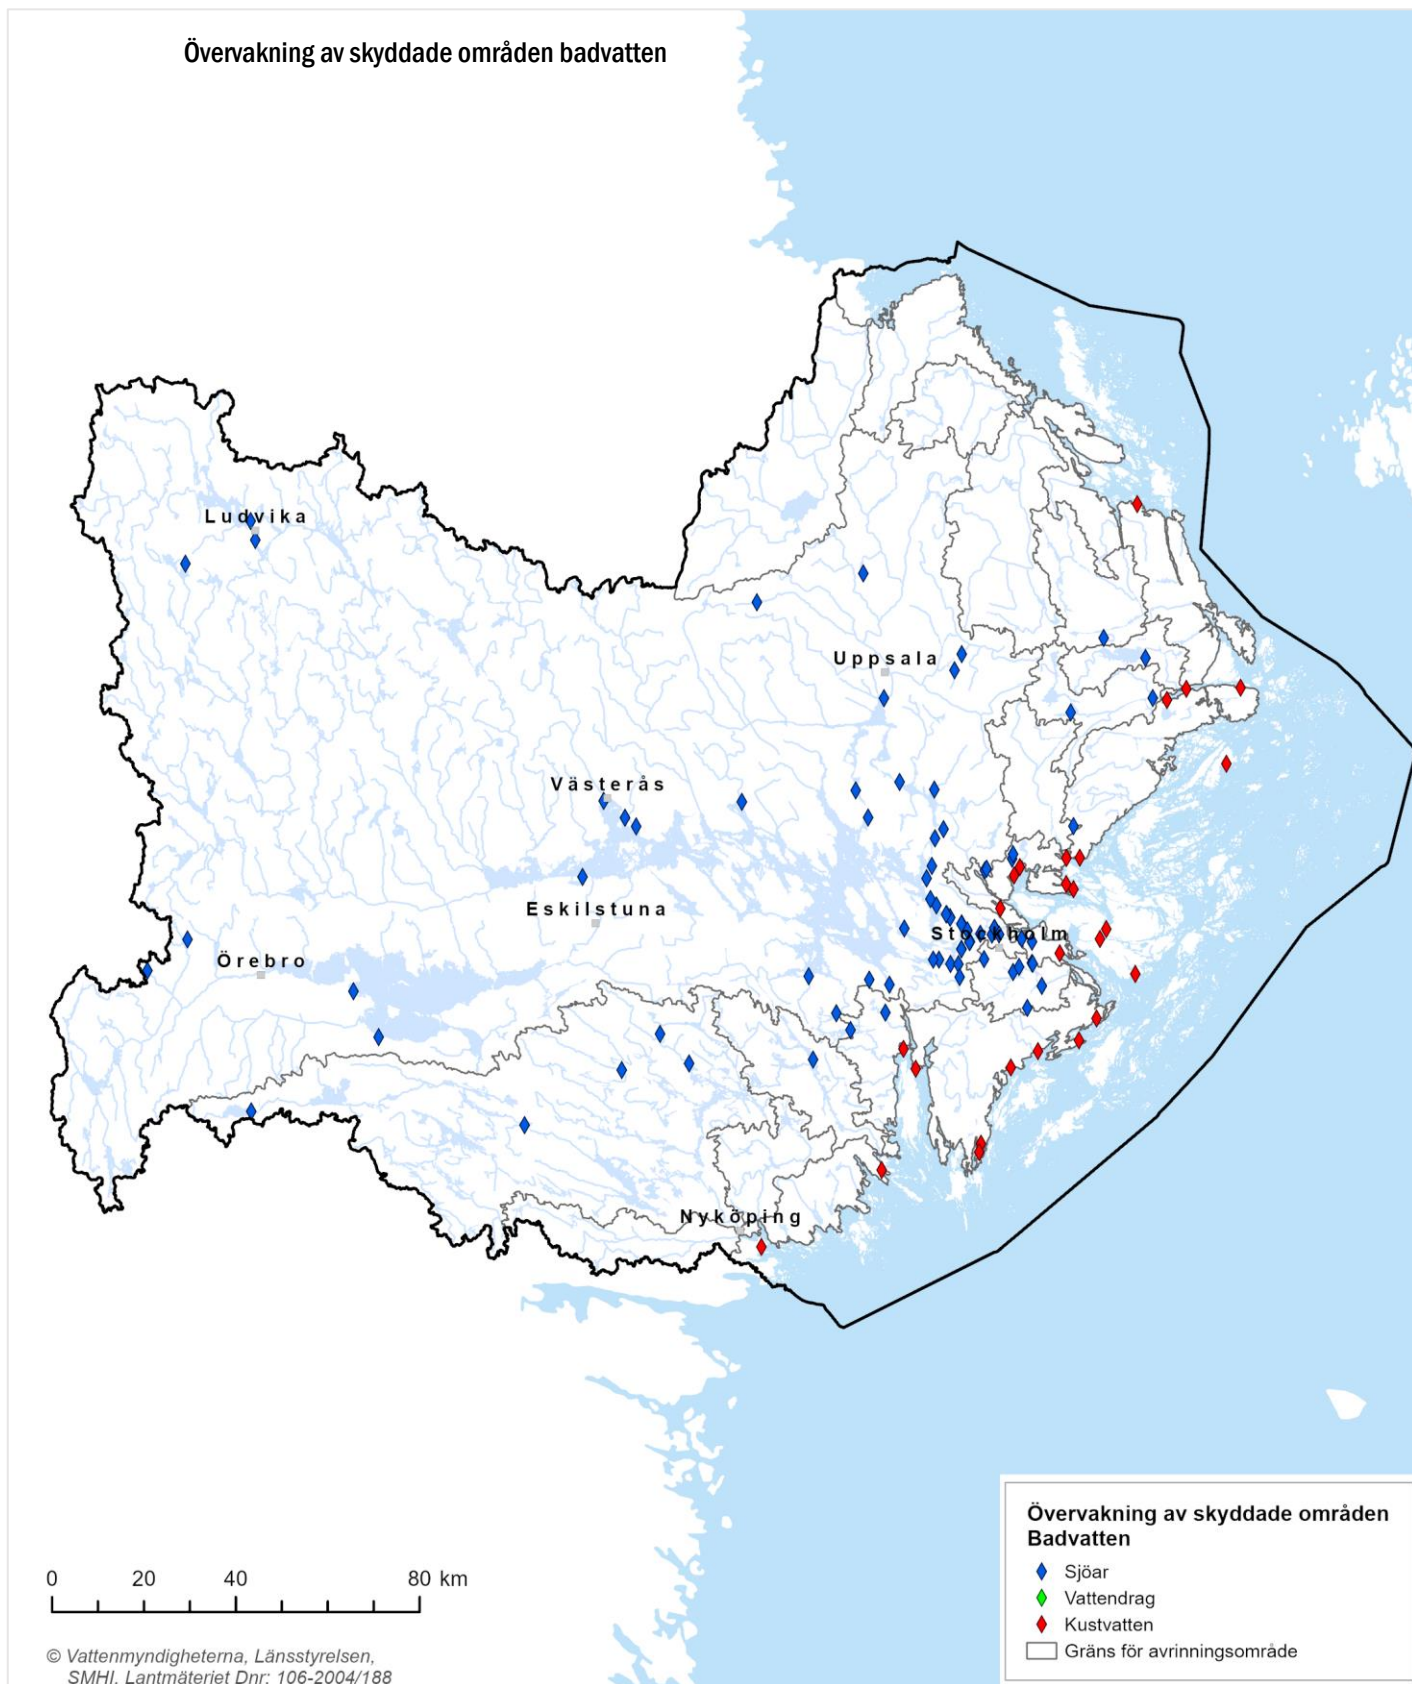 Övervakning av skyddade områden badvatten
Ludvika
Uppsala
Västerås
Eskilstuna
Stockholm
Örebro
Nyköping
0 20 40 80 km
© Vattenmyndigheterna, Länsstyrelsen,
SMHI, Lantmäteriet Dnr: 106-2004/188
Övervakning av skyddade områden
Badvatten
Sjöar
Vattendrag
Kustvatten
Gräns för avrinningsområde